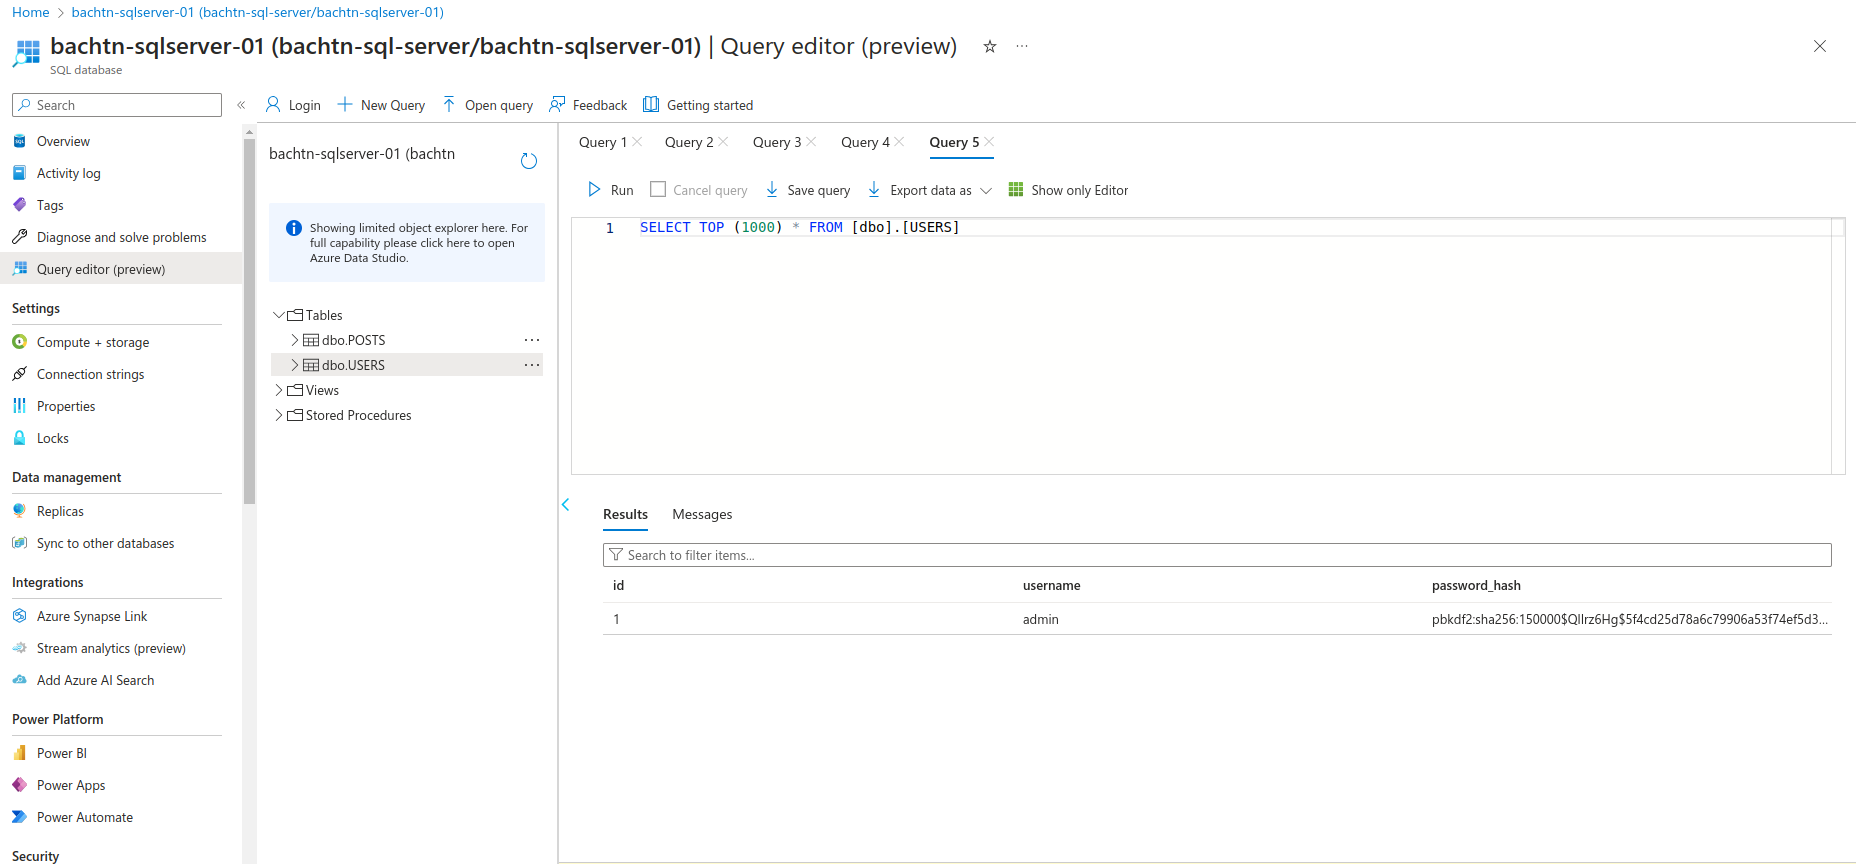 Home > bachtn-sqlserver-01 (bachtn-sql-server/bachtn-sqlserver-01)
bachtn-sqlserver-01 (bachtn-sql-server/bachtn-sqlserver-01) | Query editor (preview)
SQL database
Search
Login
New Query
Open query
Feedback
Getting started
Overview
Activity log
Tags
Diagnose and solve problems
Query editor (preview)
Settings
Compute + storage
Connection strings
Properties
Locks
Data management
Replicas
Sync to other databases
Integrations
Azure Synapse Link
Stream analytics (preview)
Add Azure AI Search
Power Platform
Power BI
Power Apps
Power Automate
Security
bachtn-sqlserver-01 (bachtn
Showing limited object explorer here. For
full capability please click here to open
Azure Data Studio.
Tables
dbo.POSTS
dbo.USERS
Views
Stored Procedures
Query 1 Query 2 Query 3 Query 4 Query 5
Run Cancel query Save query Export data as Show only Editor
1 SELECT TOP (1000) * FROM [dbo].[USERS]
Results Messages
Search to filter items...
id username password_hash
1 admin pbkdf2:sha256:150000$QlIrz6Hg$5f4cd25d78a6c79906a53f74ef5d3...